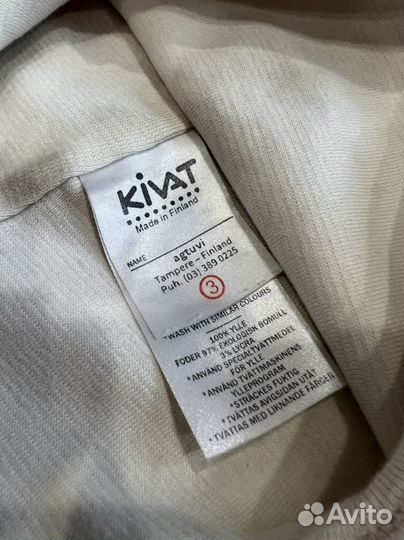 KIVAT
Made in Finland
NAME
agtuvi
Tampere – Finland
Puh. (03) 389 0225
3
*WASH WITH SIMILAR COLOURS
100% YLLE
FODER 97% EKOLOGISK BOMULL
3% LYCRA
*ANVÄND SPECIALTVÄTTMEDEL
FÖR YLLE
*ANVÄND TVÄTTMASKINENS
YLLEPROGRAM
*STRÄCKES FUKTIG
*TVÄTTAS AVIGSIDAN UTÅT
*TVÄTTAS MED LIKNANDE FÄRGER
Avito